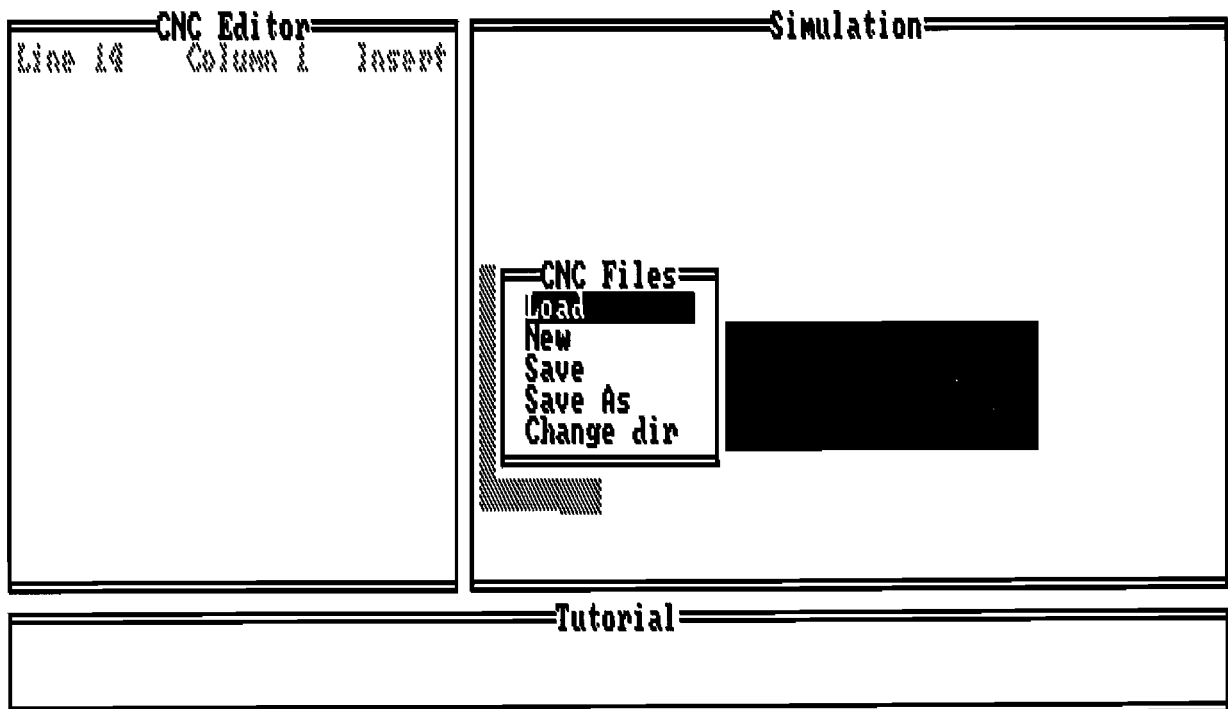 CNC Editor
Line 14 Column 1 Insert
Simulation
CNC Files
Load
New
Save
Save As
Change dir
Tutorial